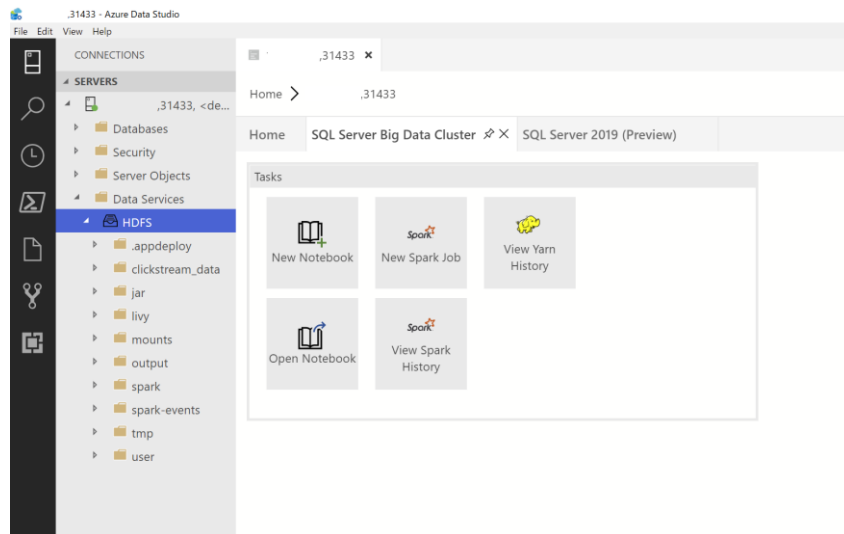 ,31433 - Azure Data Studio
File Edit View Help
CONNECTIONS
SERVERS
,31433, <de...
Databases
Security
Server Objects
Data Services
HDFS
.appdeploy
clickstream_data
jar
livy
mounts
output
spark
spark-events
tmp
user
,31433
Home ,31433
Home SQL Server Big Data Cluster SQL Server 2019 (Preview)
Tasks
New Notebook
Spark
New Spark Job
View Yarn
History
Open Notebook
Spark
View Spark
History